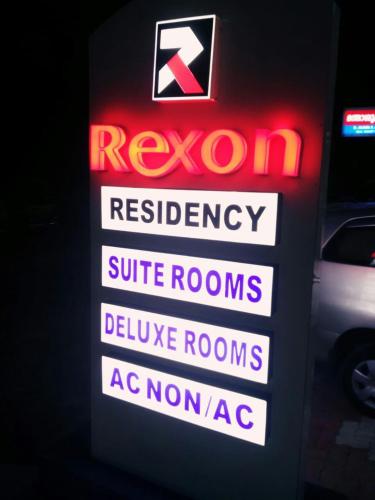 Rexon
RESIDENCY
SUITE ROOMS
DELUXE ROOMS
AC NON/AC